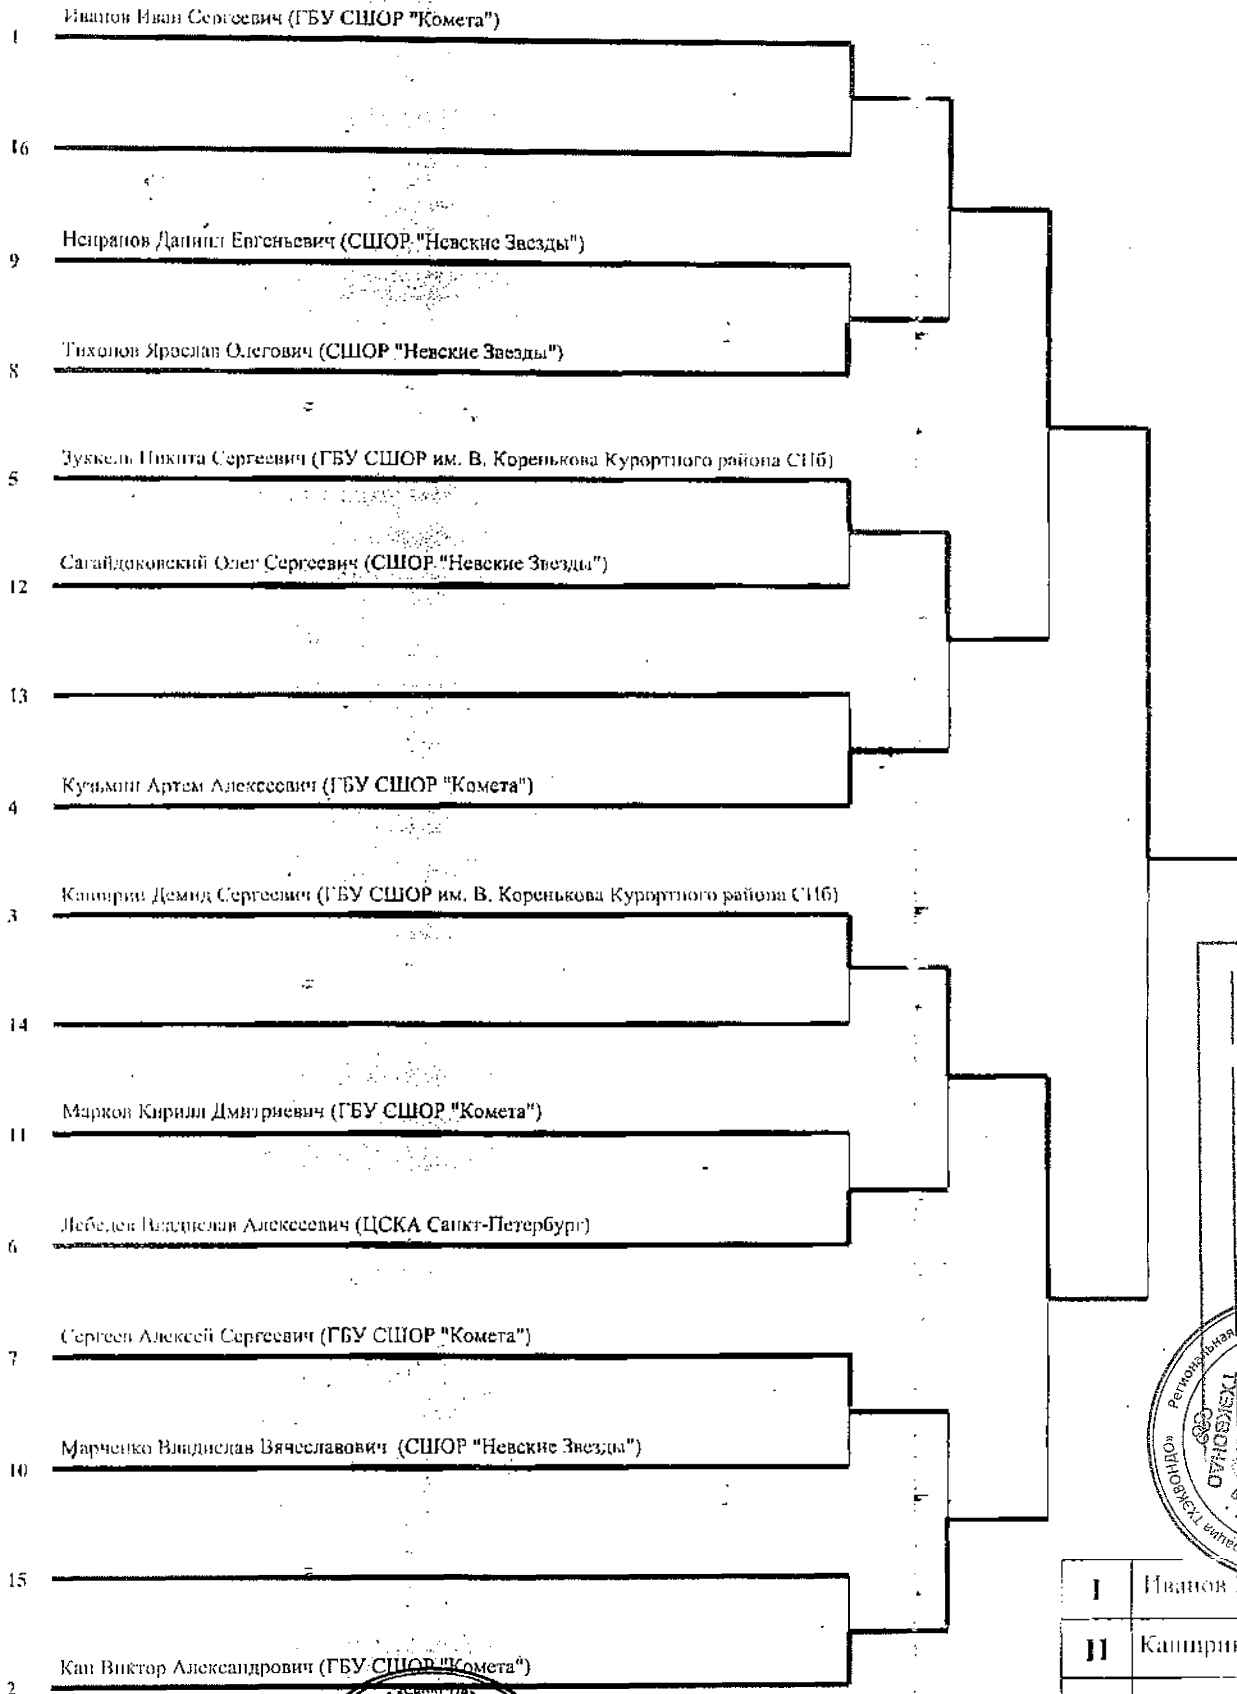 Иванов Иван Сергеевич (ГБУ СШОР "Комета")
1
16
Непранов Даниил Евгеньевич (СШОР "Невские Звезды")
9
Тихонов Ярослав Олегович (СШОР "Невские Звезды")
8
Зуккель Никита Сергеевич (ГБУ СШОР им. В. Коренькова Курортного района СПб)
5
Сагайдоковский Олег Сергеевич (СШОР "Невские Звезды")
12
13
Кузьмин Артем Алексеевич (ГБУ СШОР "Комета")
4
Каширин Демид Сергеевич (ГБУ СШОР им. В. Коренькова Курортного района СПб)
3
14
Марков Кирилл Дмитриевич (ГБУ СШОР "Комета")
11
Лебедев Владислав Алексеевич (ЦСКА Санкт-Петербург)
6
Сергеев Алексей Сергеевич (ГБУ СШОР "Комета")
7
Марченко Владислав Вячеславович (СШОР "Невские Звезды")
10
15
Кан Виктор Александрович (ГБУ СШОР "Комета")
2
Региональная
ТХЭКВОНДО»
I Иванов
II Каширин